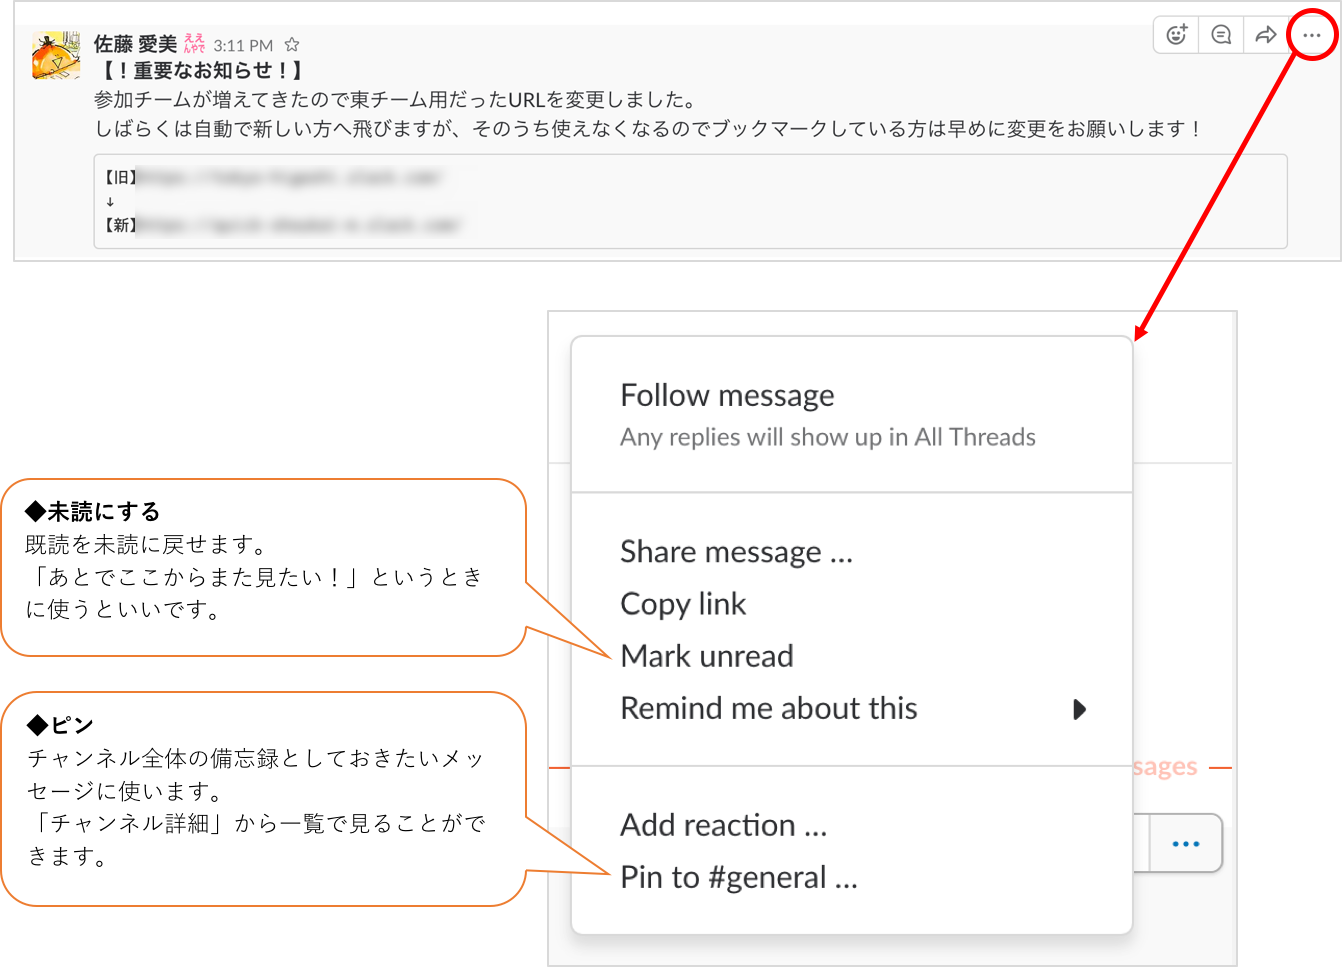 佐藤 愛美 ええんやで 3:11 PM
【！重要なお知らせ！】
参加チームが増えてきたので東チーム用だったURLを変更しました。
しばらくは自動で新しい方へ飛びますが、そのうち使えなくなるのでブックマークしている方は早めに変更をお願いします！
【旧】
↓
【新】
Follow message
Any replies will show up in All Threads
◆未読にする
既読を未読に戻せます。
「あとでここからまた見たい！」というとき
に使うといいです。
Share message ...
Copy link
Mark unread
Remind me about this
◆ピン
チャンネル全体の備忘録としておきたいメッ
セージに使います。
「チャンネル詳細」から一覧で見ることがで
きます。
sages
Add reaction ...
Pin to #general ...